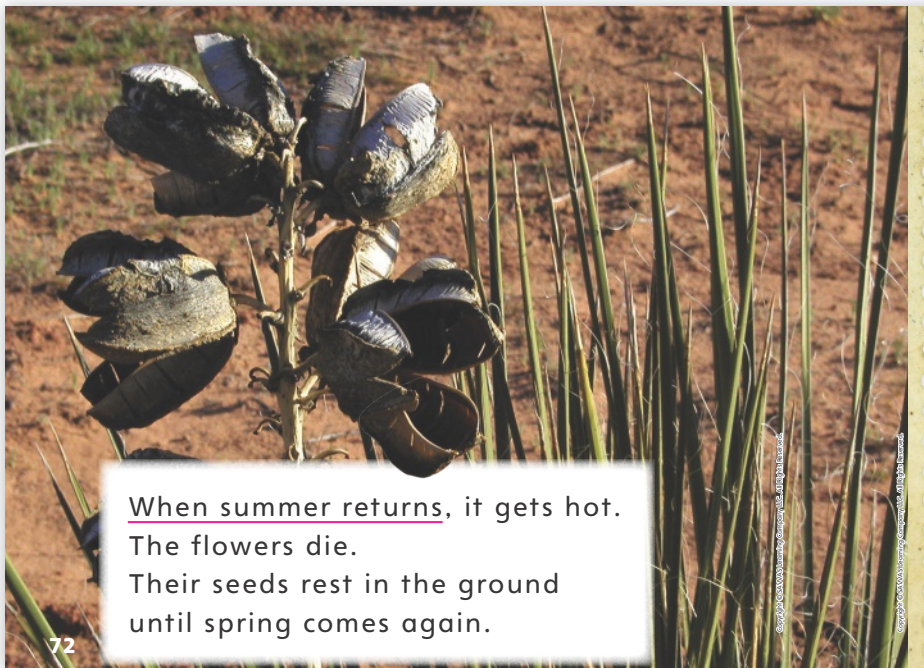 When summer returns, it gets hot.
The flowers die.
Their seeds rest in the ground
until spring comes again.
72